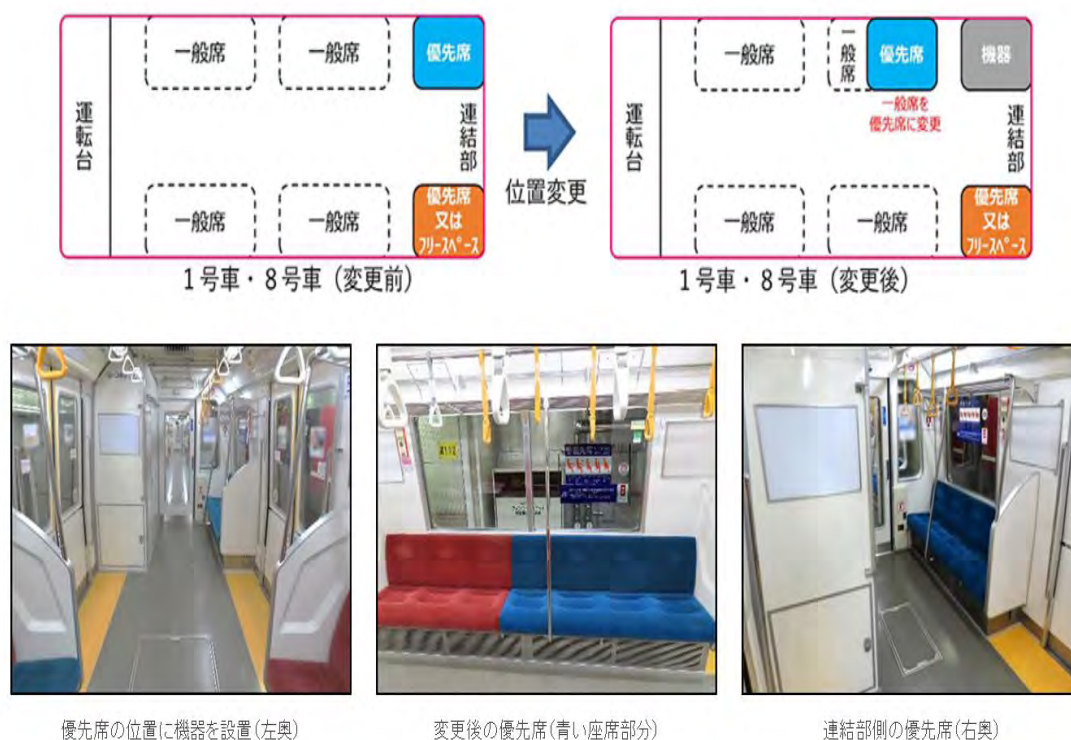 運転台
一般席
一般席
優先席
連結部
一般席
一般席
優先席
又は
フリースペース
1号車・8号車(変更前)
位置変更
運転台
一般席
一般席
優先席
機器
一般席を
優先席に変更
連結部
一般席
一般席
優先席
又は
フリースペース
1号車・8号車(変更後)
優先席の位置に機器を設置(左奥)
変更後の優先席(青い座席部分)
連結部側の優先席(右奥)